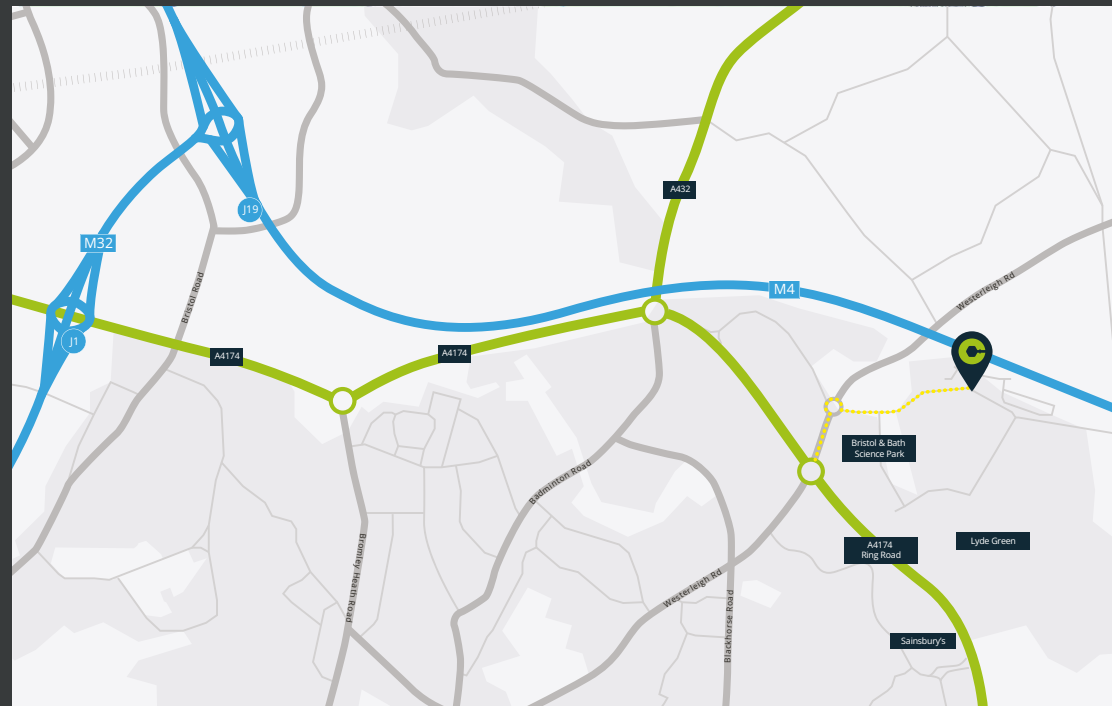 A432
J19
M32
Westerleigh Rd
M4
Bristol Road
J1
A4174
A4174
Bristol & Bath
Science Park
Badminton Road
Lyde Green
A4174
Ring Road
Bromley Heath Road
Westerleigh Rd
Blackhorse Road
Sainsbury's